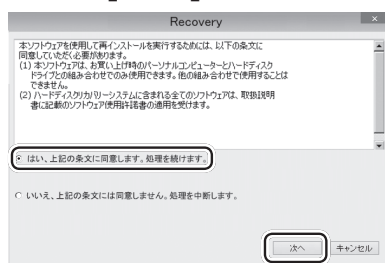 Recovery
×
本ソフトウェアを使用して再インストールを実行するためには、以下の条文に
同意していただく必要があります。
(1) 本ソフトウェアは、お買い上げ時のパーソナルコンピューターとハードディスク
ドライブとの組み合わせでのみ使用できます。他の組み合わせで使用することは
できません。
(2) ハードディスクリカバリーシステムに含まれる全てのソフトウェアは、取扱説明
書に記載のソフトウェア使用許諾書の適用を受けます。
はい、上記の条文に同意します。処理を続けます。
いいえ、上記の条文には同意しません。処理を中断します。
次へ
キャンセル